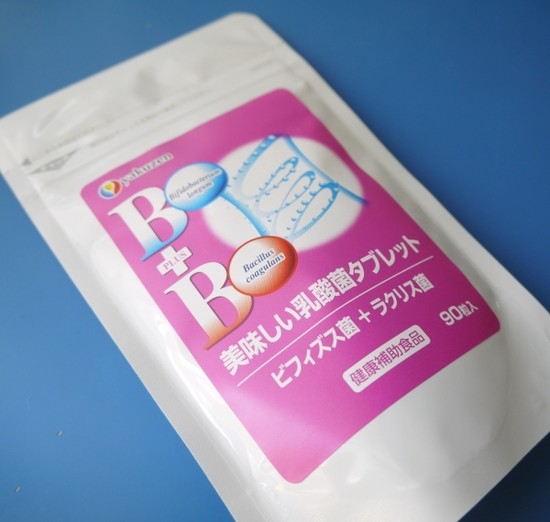 yakuzen
B
Bifidobacterium
longum
PLUS
+
B
Bacillus
coagulans
美味しい乳酸菌タブレット
ビフィズス菌 + ラクリス菌
90粒入
健康補助食品